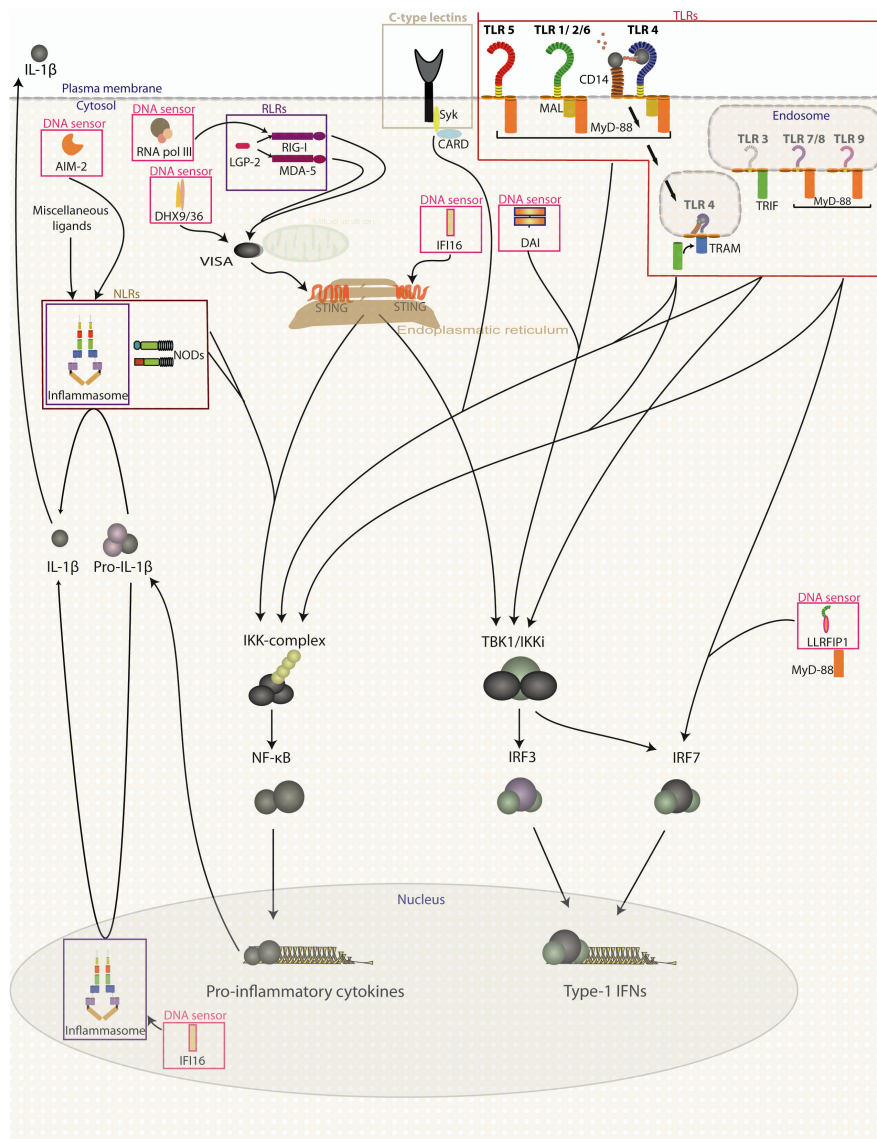 C-type lectins
TLRs
TLR 5
TLR 1/ 2/6
TLR 4
IL-1β
CD14
Plasma membrane
Cytosol
MAL
MyD-88
Syk
CARD
DNA sensor
AIM-2
DNA sensor
RNA pol III
RLRs
RIG-I
LGP-2
MDA-5
Endosome
TLR 3
TLR 7/8
TLR 9
TRIF
MyD-88
DNA sensor
DHX9/36
Miscellaneous
ligands
VISA
DNA sensor
IFI16
DNA sensor
DAI
TLR 4
TRAM
STING
STING
Endoplasmatic reticulum
NLRs
NODs
Inflammasome
IL-1β
Pro-IL-1β
IKK-complex
TBK1/IKKi
DNA sensor
LLRFIP1
MyD-88
NF-κB
IRF3
IRF7
Nucleus
Pro-inflammatory cytokines
Type-1 IFNs
Inflammasome
DNA sensor
IFI16